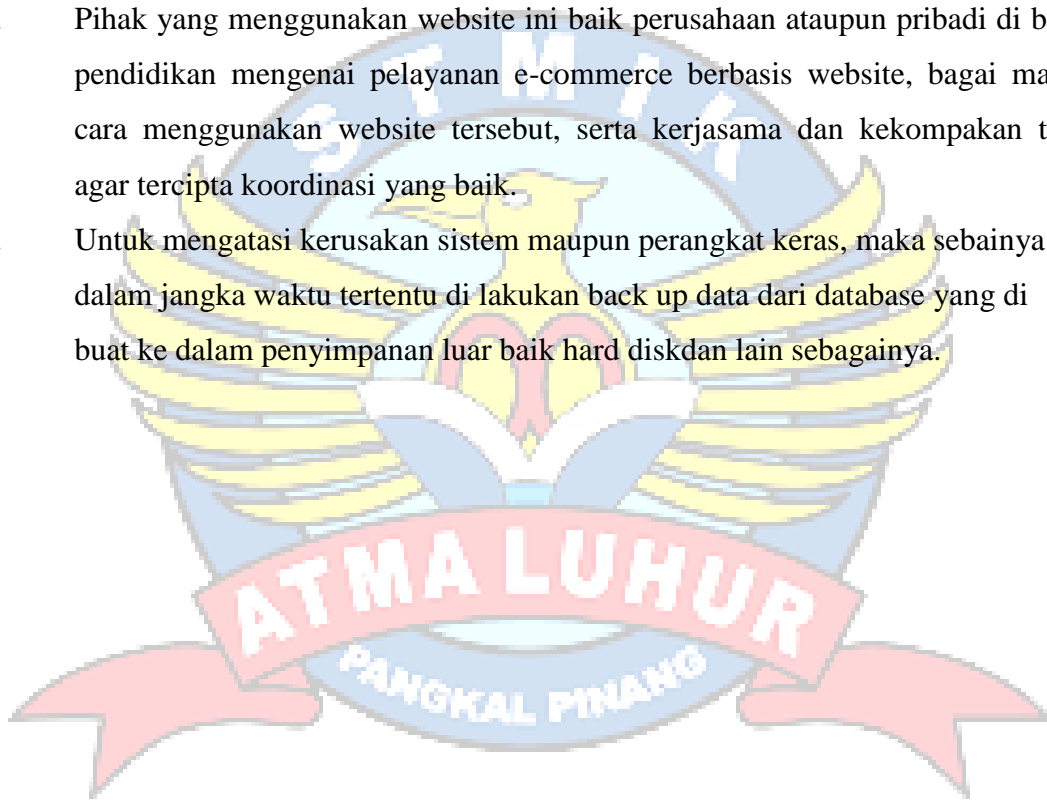 Pihak yang menggunakan website ini baik perusahaan ataupun pribadi di b
pendidikan mengenai pelayanan e-commerce berbasis website, bagai ma
cara menggunakan website tersebut, serta kerjasama dan kekompakan t
agar tercipta koordinasi yang baik.
Untuk mengatasi kerusakan sistem maupun perangkat keras, maka sebainya
dalam jangka waktu tertentu di lakukan back up data dari database yang di
buat ke dalam penyimpanan luar baik hard diskdan lain sebagainya.
STMIK
ATMA LUHUR
PANGKAL PINANG